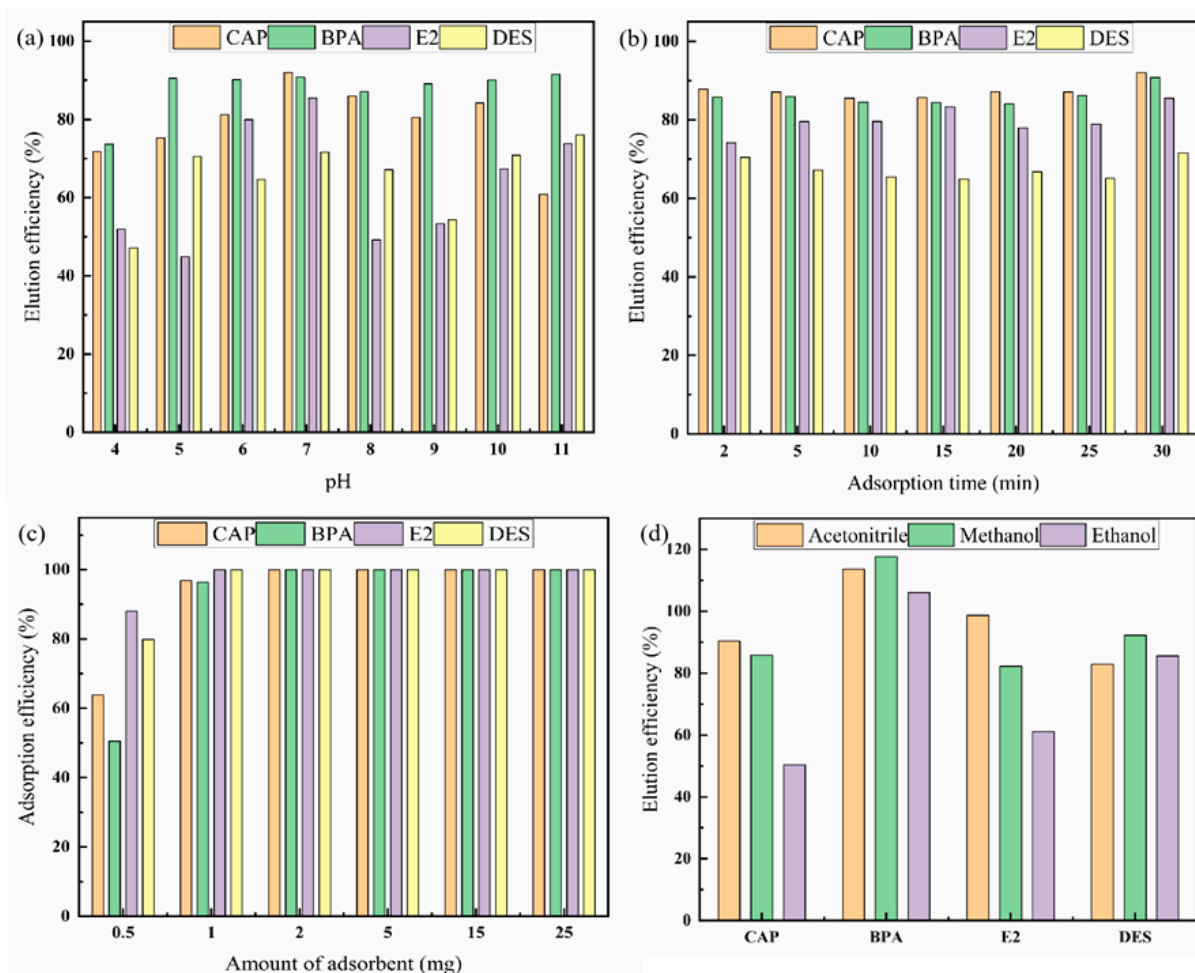 (a)
CAP BPA E2 DES
100
80
60
40
20
0
Elution efficiency (%)
4 5 6 7 8 9 10 11
pH
(b)
CAP BPA E2 DES
100
80
60
40
20
0
Elution efficiency (%)
2 5 10 15 20 25 30
Adsorption time (min)
(c)
CAP BPA E2 DES
100
80
60
40
20
0
Adsorption efficiency (%)
0.5 1 2 5 15 25
Amount of adsorbent (mg)
(d)
Acetonitrile Methanol Ethanol
120
100
80
60
40
20
0
Elution efficiency (%)
CAP BPA E2 DES